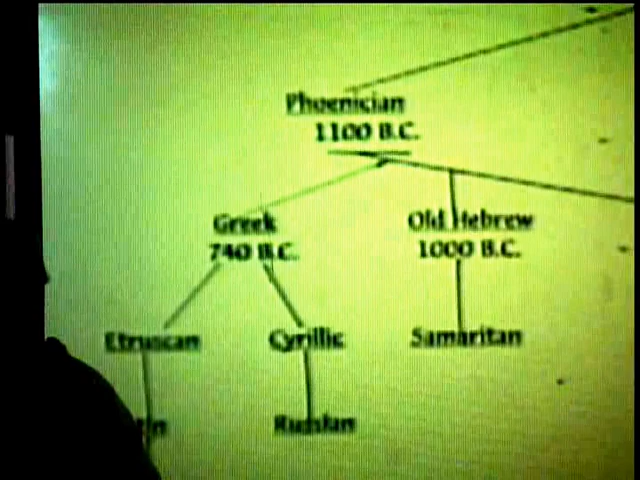 Phoenician
1100 B.C.
Greek
740 B.C.
Old Hebrew
1000 B.C.
Etruscan
Cyrillic
Samaritan
Russian